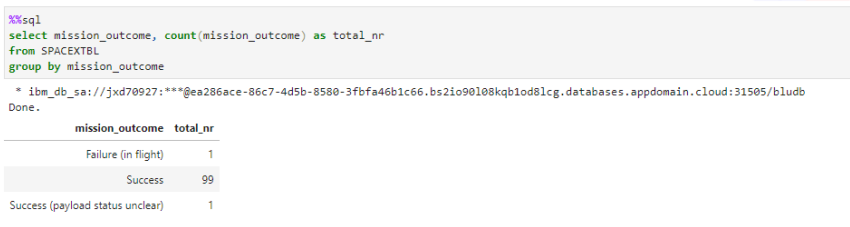 %%sql
select mission_outcome, count(mission_outcome) as total_nr
from SPACEXTBL
group by mission_outcome
* ibm_db_sa://jxd70927:***@ea286ace-86c7-4d5b-8580-3fbfa46b1c66.bs2io90l08kqb1od8lcg.databases.appdomain.cloud:31505/bludb
Done.
mission_outcome total_nr
Failure (in flight) 1
Success 99
Success (payload status unclear) 1